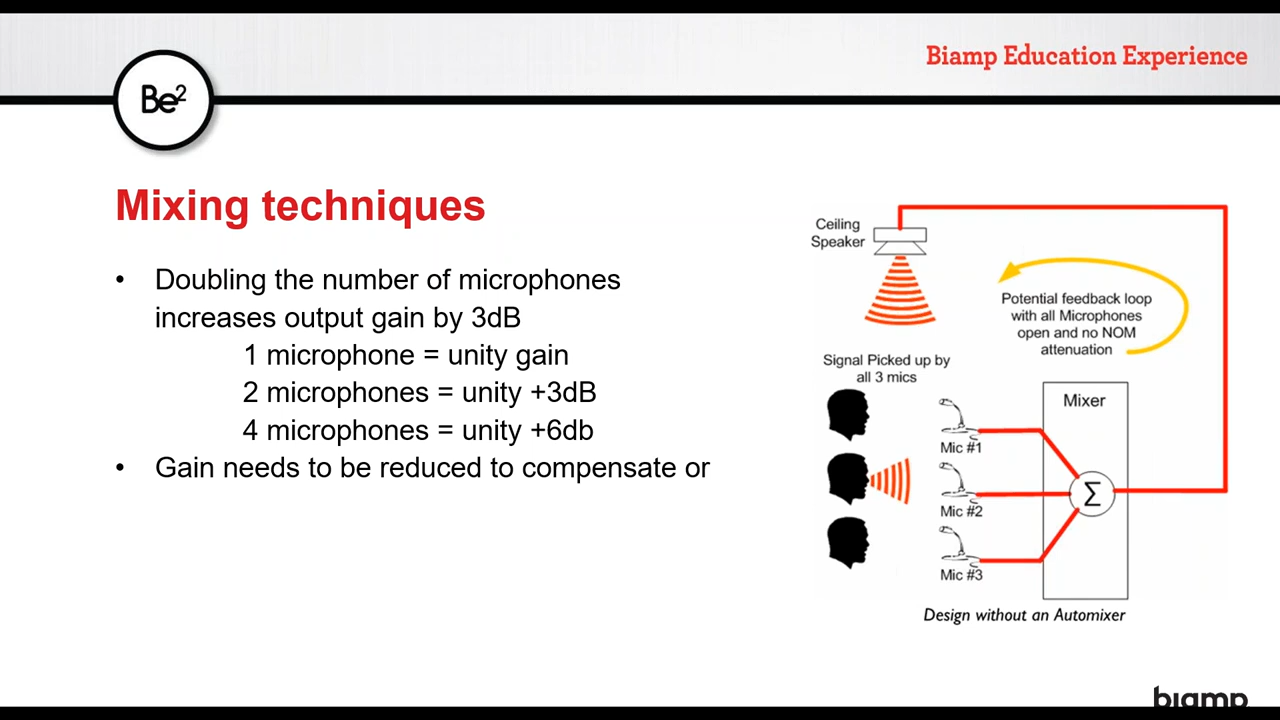 Biamp Education Experience
Be²
Mixing techniques
• Doubling the number of microphones
increases output gain by 3dB
1 microphone = unity gain
2 microphones = unity +3dB
4 microphones = unity +6db
• Gain needs to be reduced to compensate or
Ceiling
Speaker
Potential feedback loop
with all Microphones
open and no NOM
attenuation
Signal Picked up by
all 3 mics
Mixer
Mic #1
Σ
Mic #2
Mic #3
Design without an Automixer
biamp